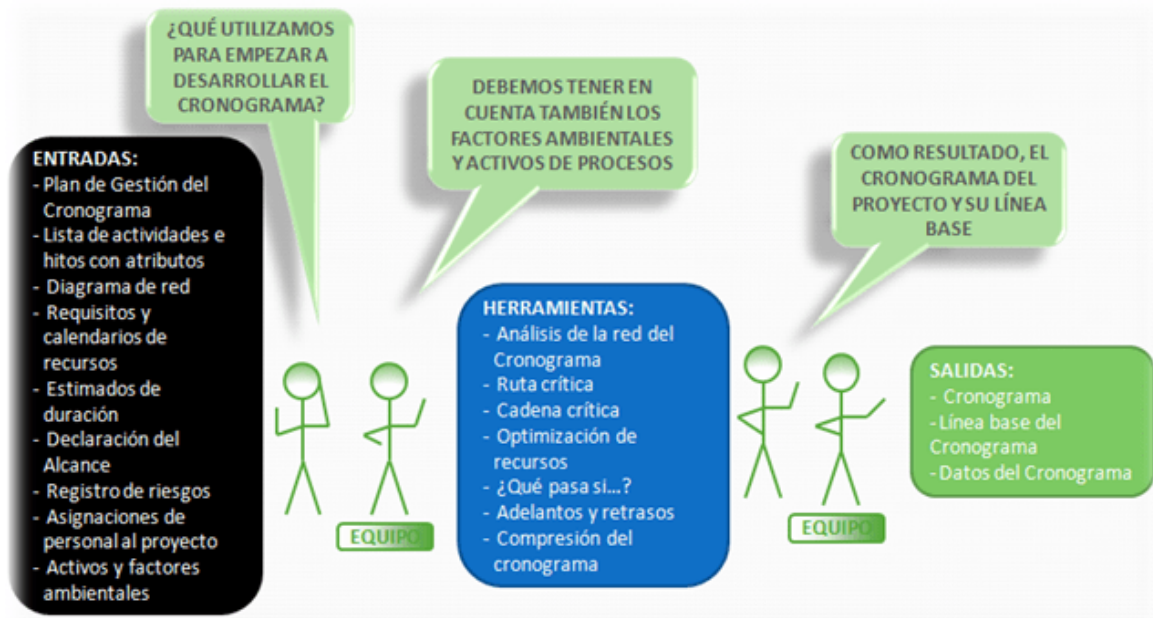 ¿QUÉ UTILIZAMOS
PARA EMPEZAR A
DESARROLLAR EL
CRONOGRAMA?
DEBEMOS TENER EN
CUENTA TAMBIÉN LOS
FACTORES AMBIENTALES
Y ACTIVOS DE PROCESOS
COMO RESULTADO, EL
CRONOGRAMA DEL
PROYECTO Y SU LÍNEA
BASE
ENTRADAS:
- Plan de Gestión del
Cronograma
- Lista de actividades e
hitos con atributos
- Diagrama de red
- Requisitos y
calendarios de
recursos
- Estimados de
duración
- Declaración del
Alcance
- Registro de riesgos
- Asignaciones de
personal al proyecto
- Activos y factores
ambientales
EQUIPO
HERRAMIENTAS:
- Análisis de la red del
Cronograma
- Ruta crítica
- Cadena crítica
- Optimización de
recursos
- ¿Qué pasa si...?
- Adelantos y retrasos
- Compresión del
cronograma
EQUIPO
SALIDAS:
- Cronograma
- Línea base del
Cronograma
- Datos del Cronograma